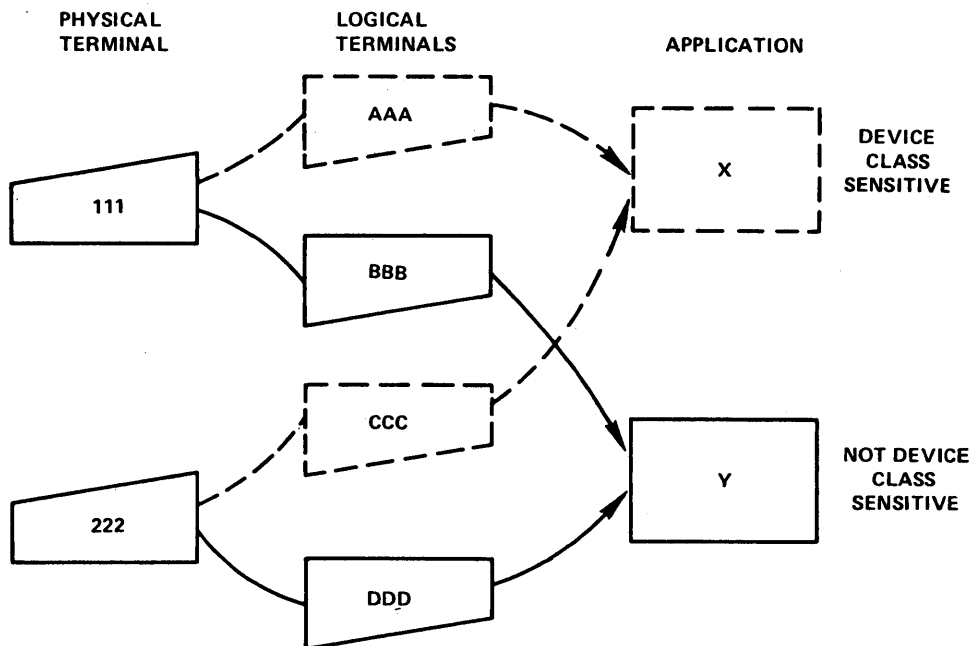 PHYSICAL
TERMINAL
LOGICAL
TERMINALS
APPLICATION
AAA
X
DEVICE
CLASS
SENSITIVE
111
BBB
CCC
Y
NOT DEVICE
CLASS
SENSITIVE
222
DDD